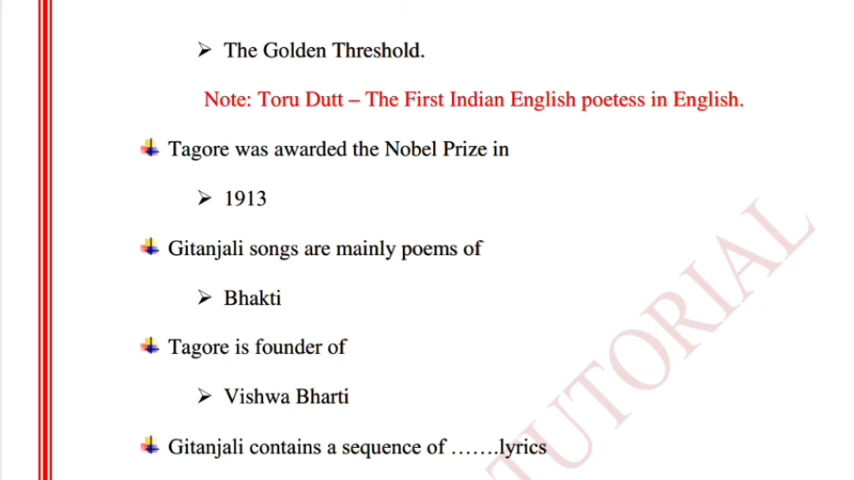 ➢ The Golden Threshold.
Note: Toru Dutt – The First Indian English poetess in English.
Tagore was awarded the Nobel Prize in
➢ 1913
Gitanjali songs are mainly poems of
➢ Bhakti
Tagore is founder of
➢ Vishwa Bharti
Gitanjali contains a sequence of …….lyrics
TUTORIAL